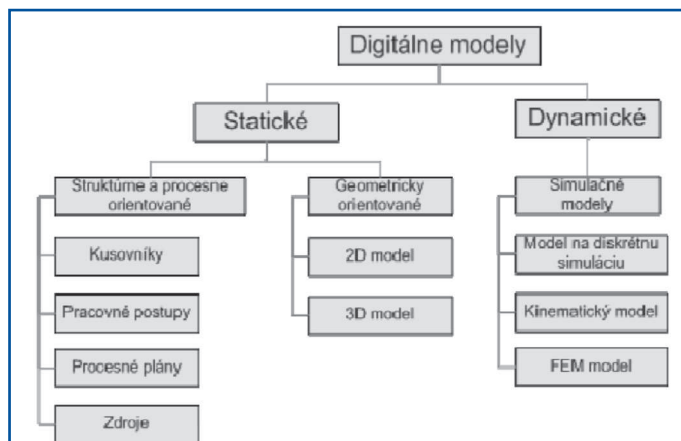 Digitálne modely
Statické
Dynamické
Štruktúrne a procesne
orientované
Geometricky
orientované
Simulačné
modely
Kusovníky
2D model
Model na diskrétnu
simuláciu
Pracovné postupy
3D model
Kinematický model
Procesné plány
FEM model
Zdroje